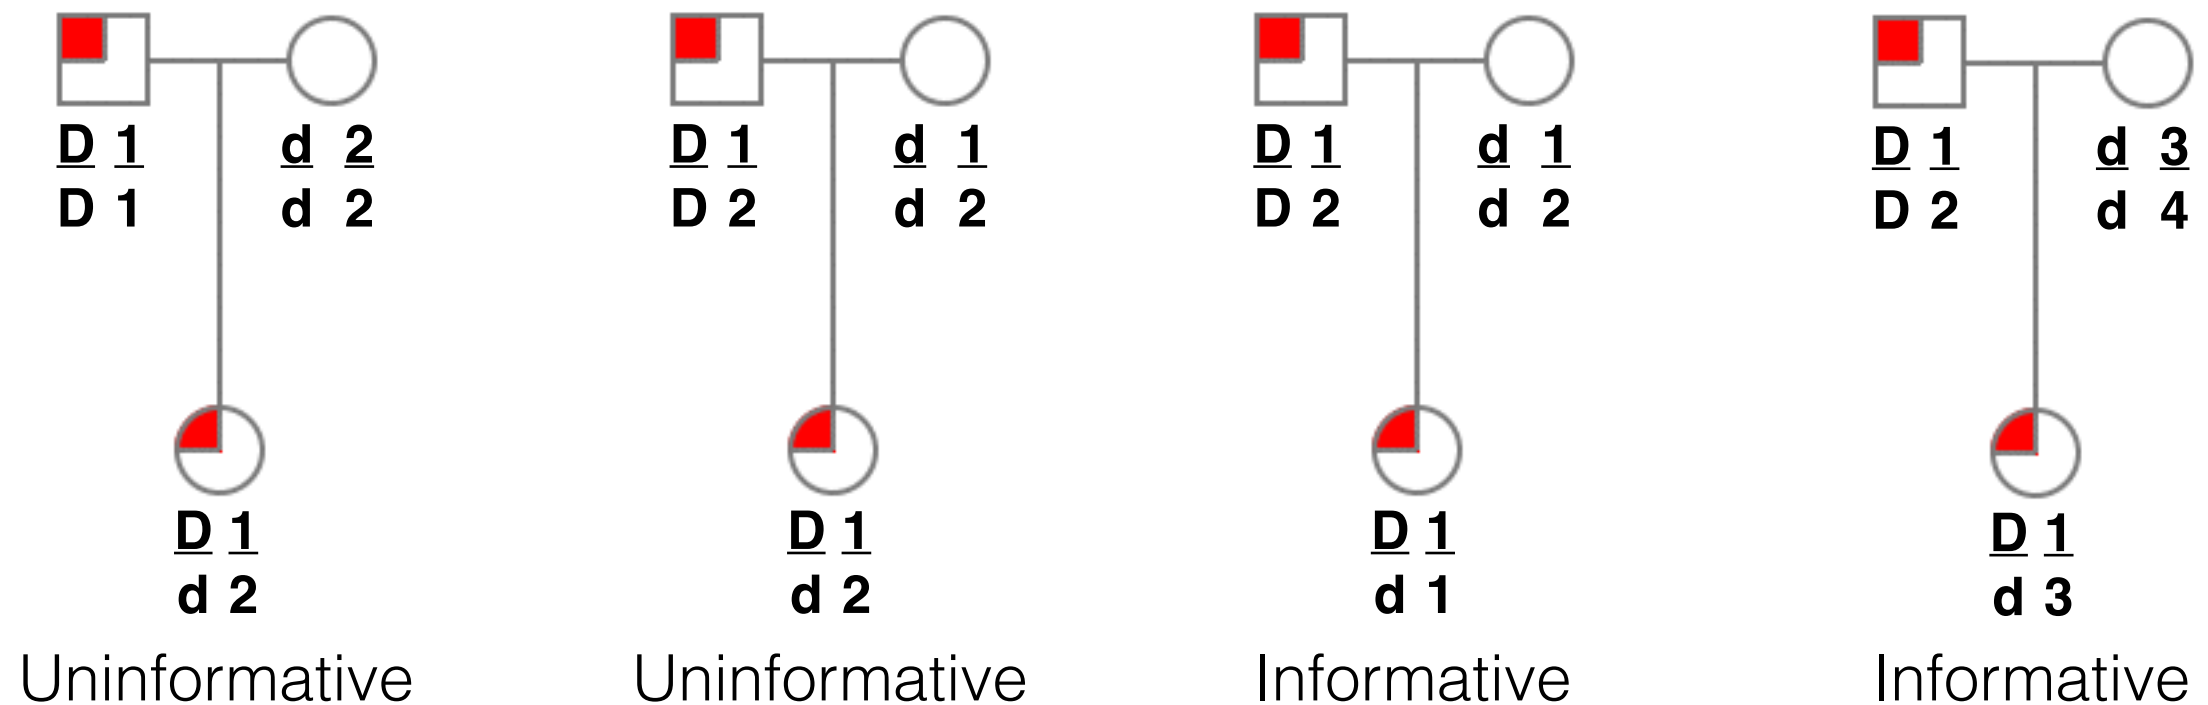 D 1 d 2
D 1 d 2
D 1
d 2
Uninformative
D 1 d 1
D 2 d 2
D 1
d 2
Uninformative
D 1 d 1
D 2 d 2
D 1
d 1
Informative
D 1 d 3
D 2 d 4
D 1
d 3
Informative